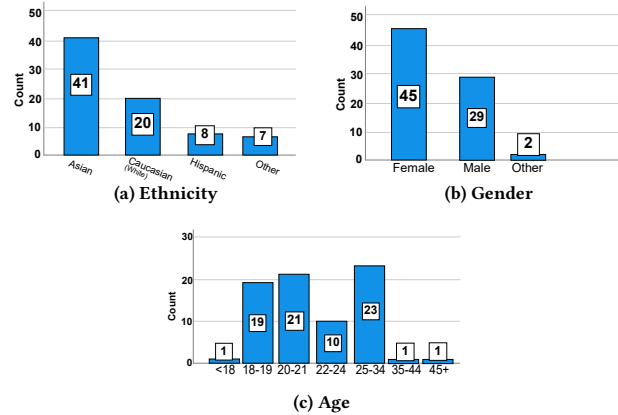 50
40
30
20
10
0
Count
41
20
8
7
Asian
Caucasian
(White)
Hispanic
Other
(a) Ethnicity
50
40
30
20
10
0
Count
45
29
2
Female Male Other
(b) Gender
30
20
10
0
Count
1
19
21
10
23
1
1
<18 18-19 20-21 22-24 25-34 35-44 45+
(c) Age